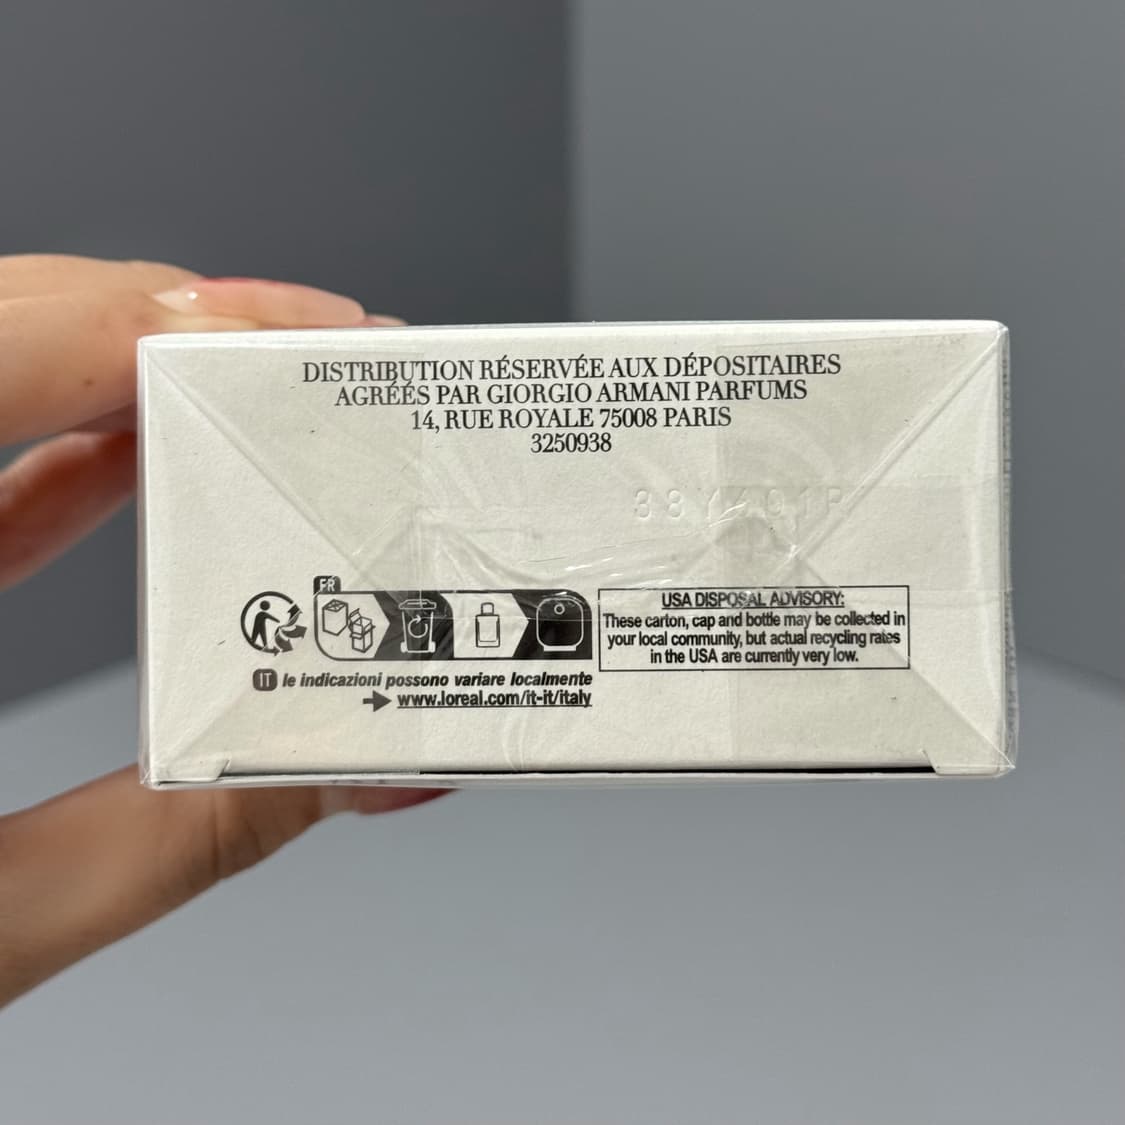 DISTRIBUTION RÉSERVÉE AUX DÉPOSITAIRES
AGRÉÉS PAR GIORGIO ARMANI PARFUMS
14, RUE ROYALE 75008 PARIS
3250938
FR
USA DISPOSAL ADVISORY:
These carton, cap and bottle may be collected in
your local community, but actual recycling rates
in the USA are currently very low.
IT le indicazioni possono variare localmente
www.loreal.com/it-it/italy